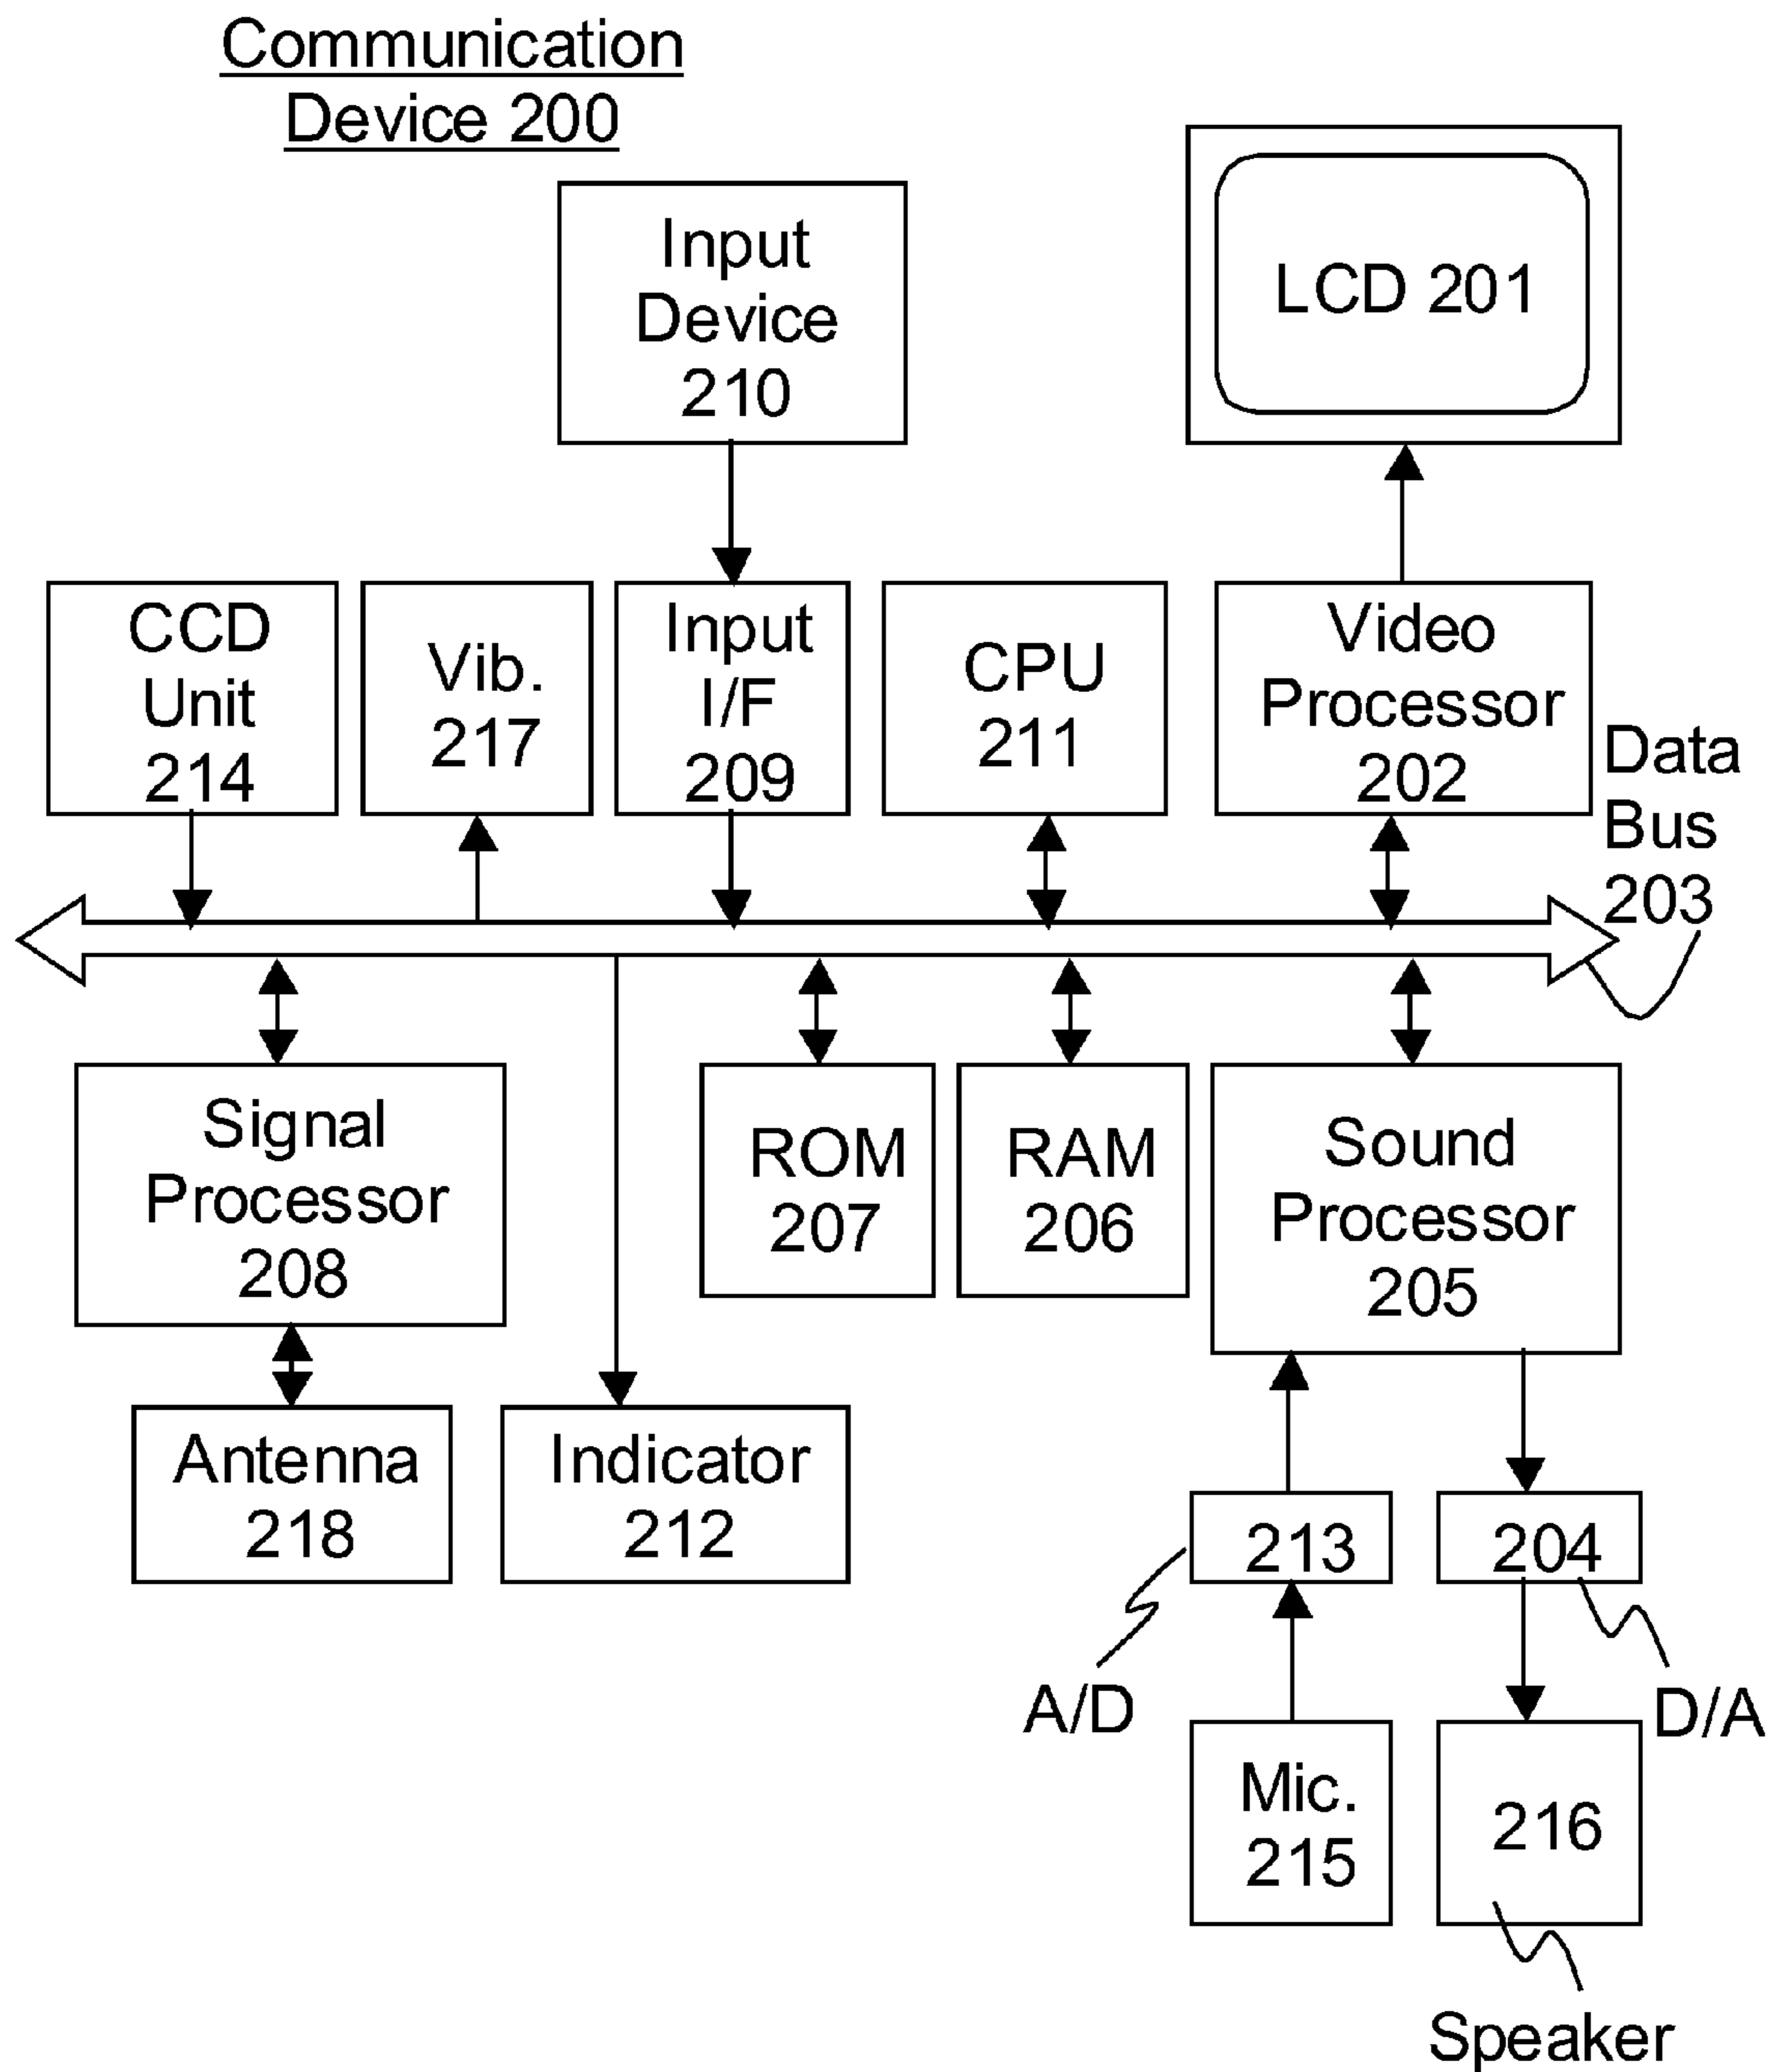 Communication
Device 200
Input
Device
210
LCD 201
CCD
Unit
214
Vib.
217
Input
I/F
209
CPU
211
Video
Processor
202
Data
Bus
203
Signal
Processor
208
ROM
207
RAM
206
Sound
Processor
205
Antenna
218
Indicator
212
213
204
A/D
D/A
Mic.
215
216
Speaker